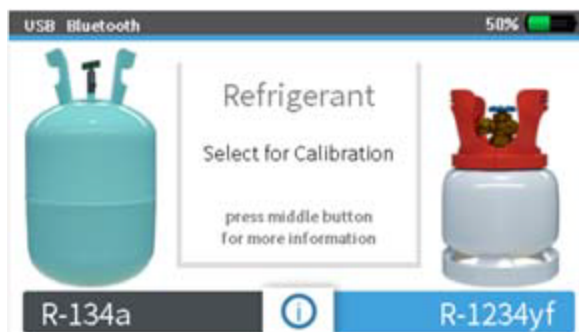 USB Bluetooth
50%
Refrigerant
Select for Calibration
press middle button
for more information
R-134a
R-1234yf